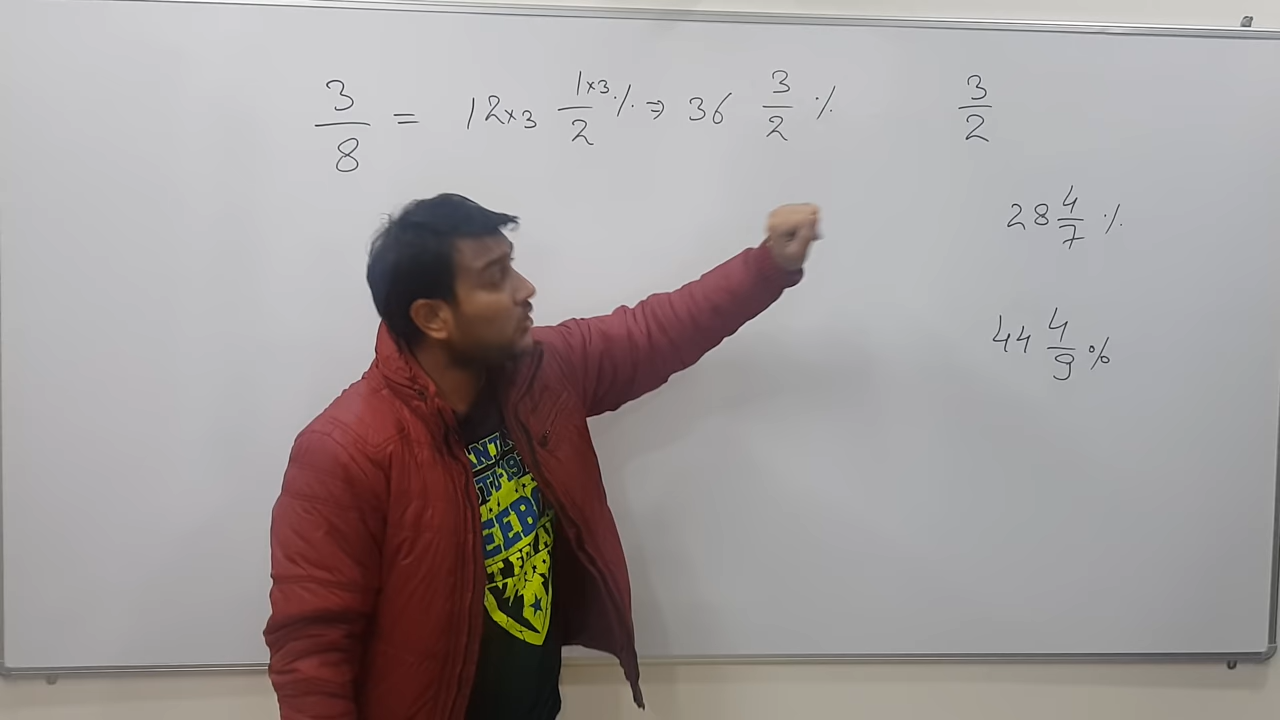 3/8 = 12×3 1×3/2 % ⇒ 36 3/2 % 3/2
28 4/7 %
44 4/9 %